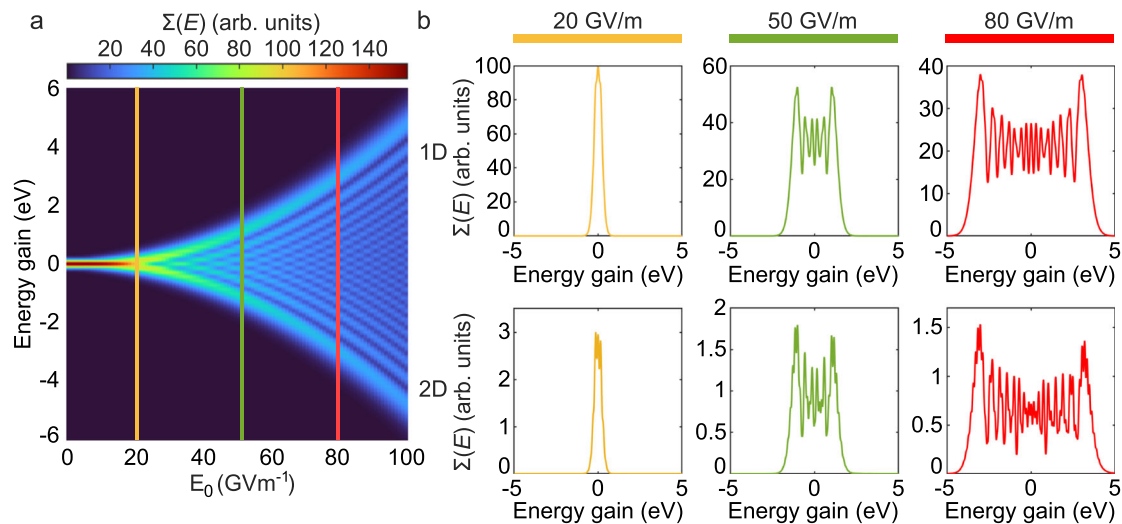 a
Σ(E) (arb. units)
20 40 60 80 100 120 140
Energy gain (eV)
6
4
2
0
-2
-4
-6
0 20 40 60 80 100
E0 (GVm-1)
b
20 GV/m 50 GV/m 80 GV/m
1D
Σ(E) (arb. units)
100
80
60
40
20
0
-5 0 5
Energy gain (eV)
60
40
20
0
-5 0 5
Energy gain (eV)
40
30
20
10
0
-5 0 5
Energy gain (eV)
2D
Σ(E) (arb. units)
3
2
1
0
-5 0 5
Energy gain (eV)
2
1.5
1
0.5
0
-5 0 5
Energy gain (eV)
1.5
1
0.5
0
-5 0 5
Energy gain (eV)